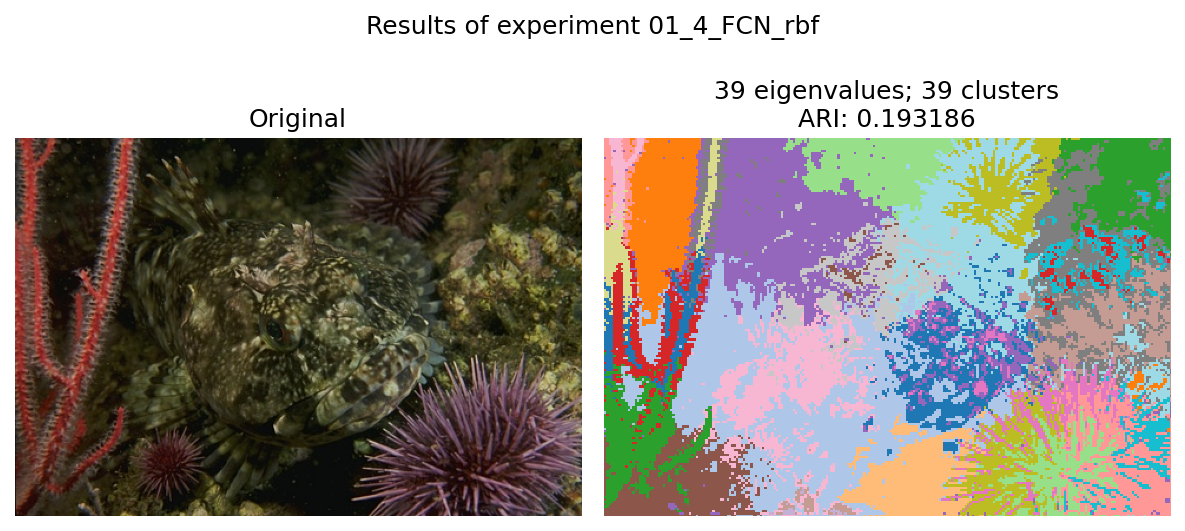 Results of experiment 01_4_FCN_rbf
Original
39 eigenvalues; 39 clusters
ARI: 0.193186